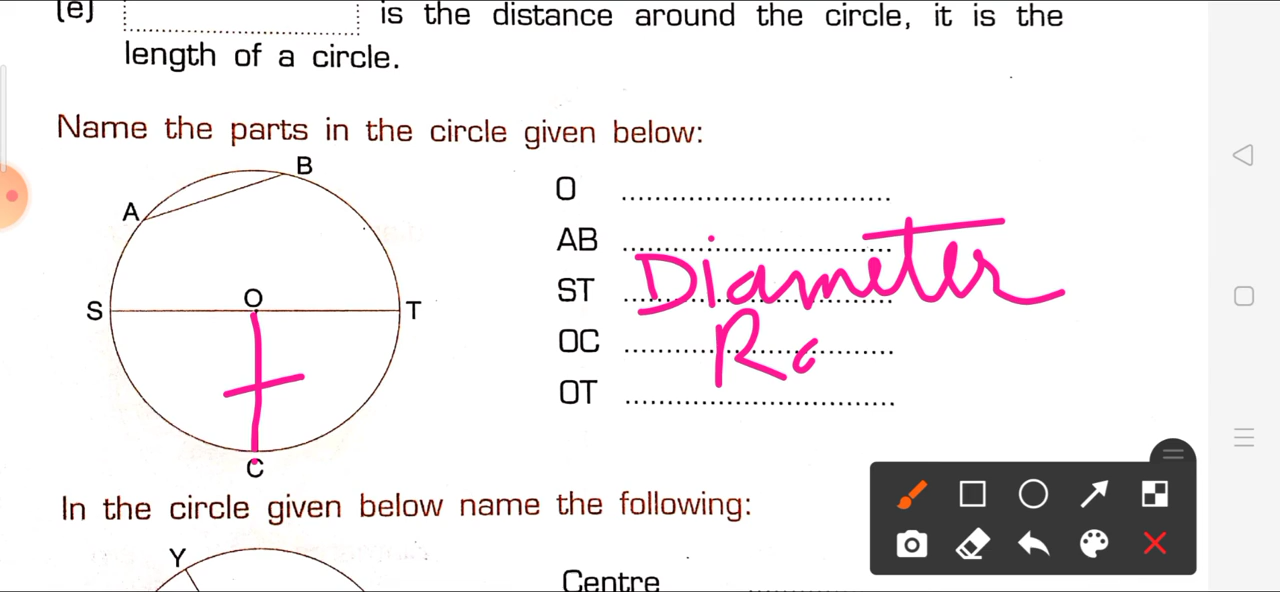 (e) is the distance around the circle, it is the
length of a circle.
Name the parts in the circle given below:
B
A
S
O
T
C
O
AB
ST Diameter
OC Ra
OT
In the circle given below name the following:
Y
Centre